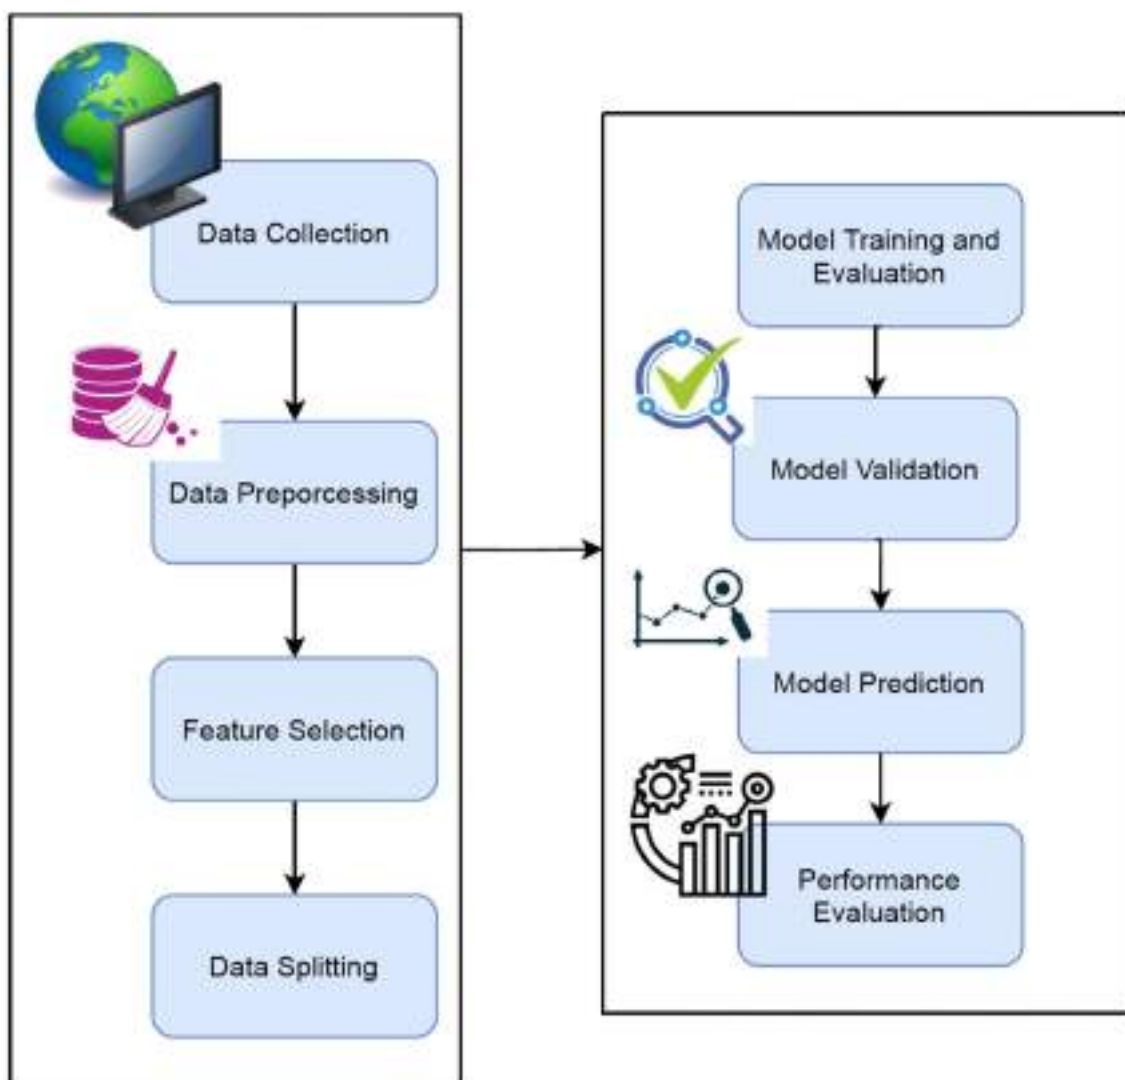 Data Collection
Data Preporcessing
Feature Selection
Data Splitting
Model Training and
Evaluation
Model Validation
Model Prediction
Performance
Evaluation